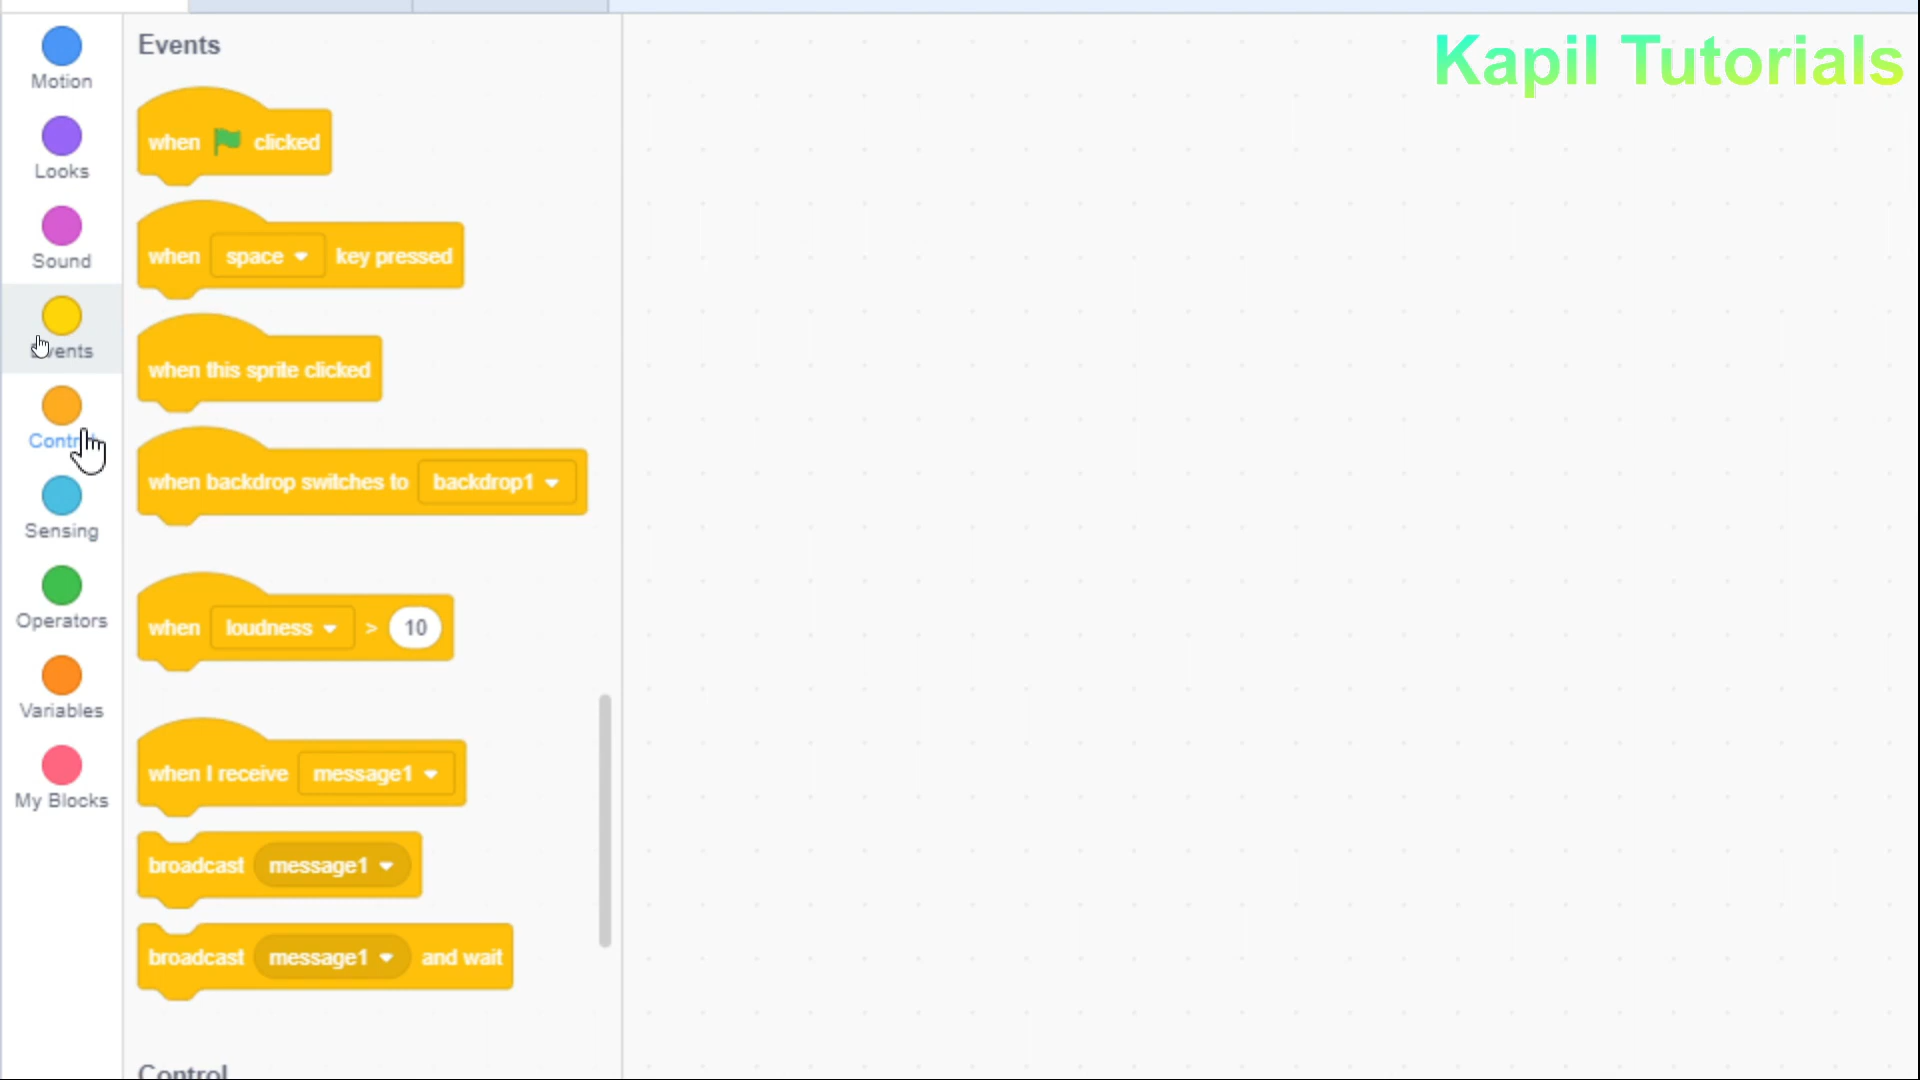 Kapil Tutorials
Motion
Looks
Sound
Events
Control
Sensing
Operators
Variables
My Blocks
Events
when clicked
when space key pressed
when this sprite clicked
when backdrop switches to backdrop1
when loudness > 10
when I receive message1
broadcast message1
broadcast message1 and wait
Control